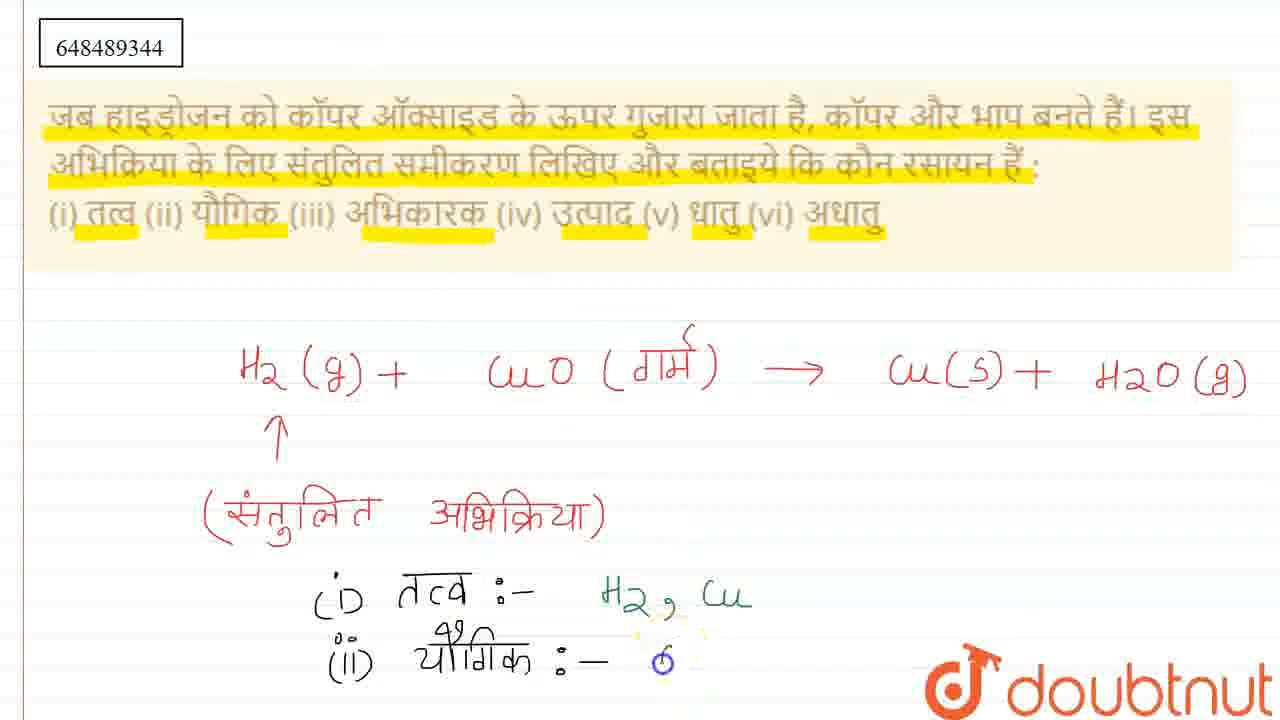 648489344
जब हाइड्रोजन को कॉपर ऑक्साइड के ऊपर गुजारा जाता है, कॉपर और भाप बनते हैं। इस
अभिक्रिया के लिए संतुलित समीकरण लिखिए और बताइये कि कौन रसायन हैं :
(i) तत्व (ii) यौगिक (iii) अभिकारक (iv) उत्पाद (v) धातु (vi) अधातु
H2 (g) + CuO (गर्म) → Cu(s) + H2O(g)
↑
(संतुलित अभिक्रिया)
(i) तत्व :- H2, Cu
(ii) यौगिक :-
doubtnut